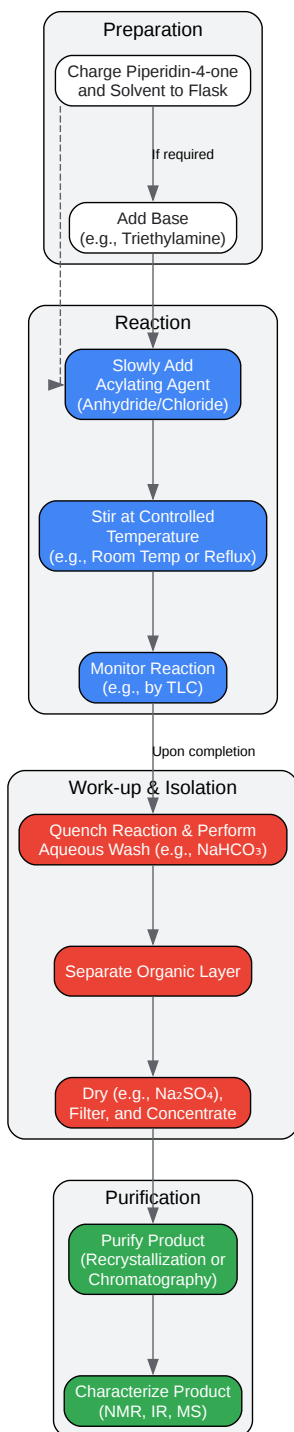 Preparation
Charge Piperidin-4-one
and Solvent to Flask
If required
Add Base
(e.g., Triethylamine)
Reaction
Slowly Add
Acylating Agent
(Anhydride/Chloride)
Stir at Controlled
Temperature
(e.g., Room Temp or Reflux)
Monitor Reaction
(e.g., by TLC)
Upon completion
Work-up & Isolation
Quench Reaction & Perform
Aqueous Wash (e.g., NaHCO₃)
Separate Organic Layer
Dry (e.g., Na₂SO₄),
Filter, and Concentrate
Purification
Purify Product
(Recrystallization or
Chromatography)
Characterize Product
(NMR, IR, MS)